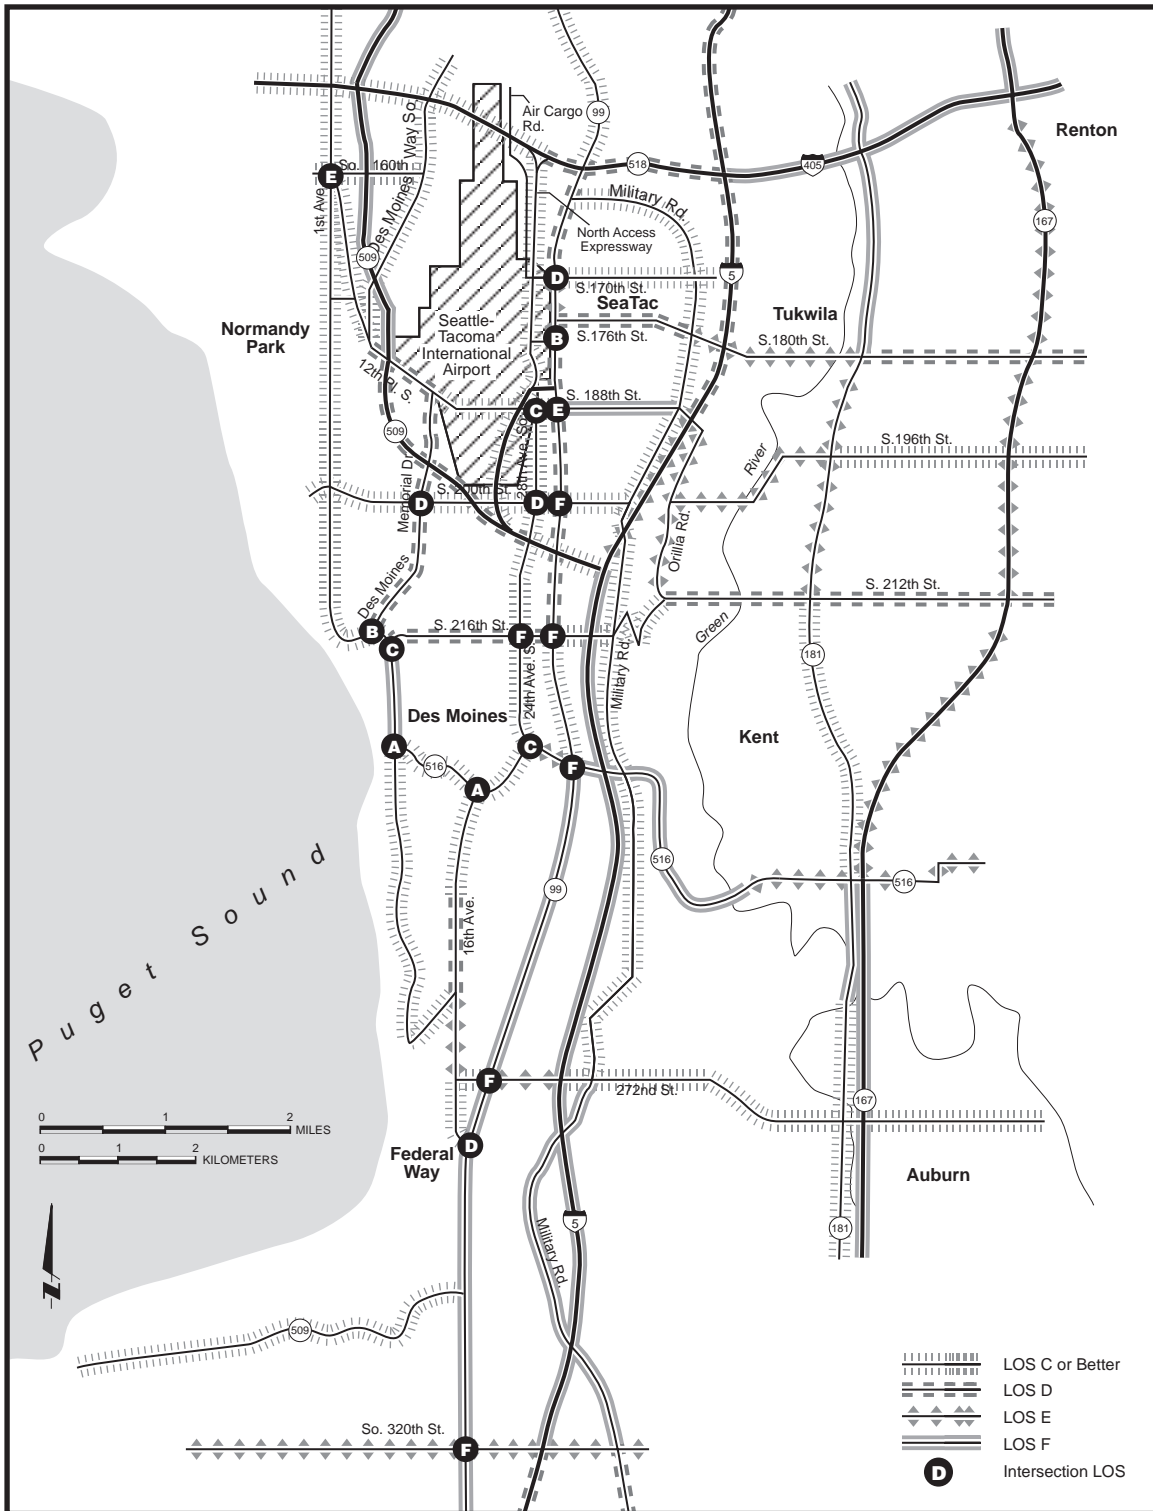 Air Cargo
Rd.
99
Renton
So. 160th
E
518
405
1st Ave.
Des Moines Way So.
Military Rd.
167
North Access
Expressway
509
D
S.170th St.
5
SeaTac
Tukwila
Normandy
Park
Seattle-
Tacoma
International
Airport
B
S.176th St.
S.180th St.
12th Pl. S.
S. 188th St.
C
E
509
28th Ave. So.
S.196th St.
River
Memorial Dr.
S. 200th St.
D
D
F
Orillia Rd.
Des Moines
S. 212th St.
Green
B
S. 216th St.
F
F
C
24th Ave. S.
Military Rd.
181
Des Moines
Kent
A
516
C
F
A
516
516
99
16th Ave.
Puget Sound
F
272nd St.
167
0 1 2
MILES
0 1 2
KILOMETERS
D
Federal
Way
Auburn
N
5
181
Military Rd.
509
So. 320th St.
F
LOS C or Better
LOS D
LOS E
LOS F
D
Intersection LOS